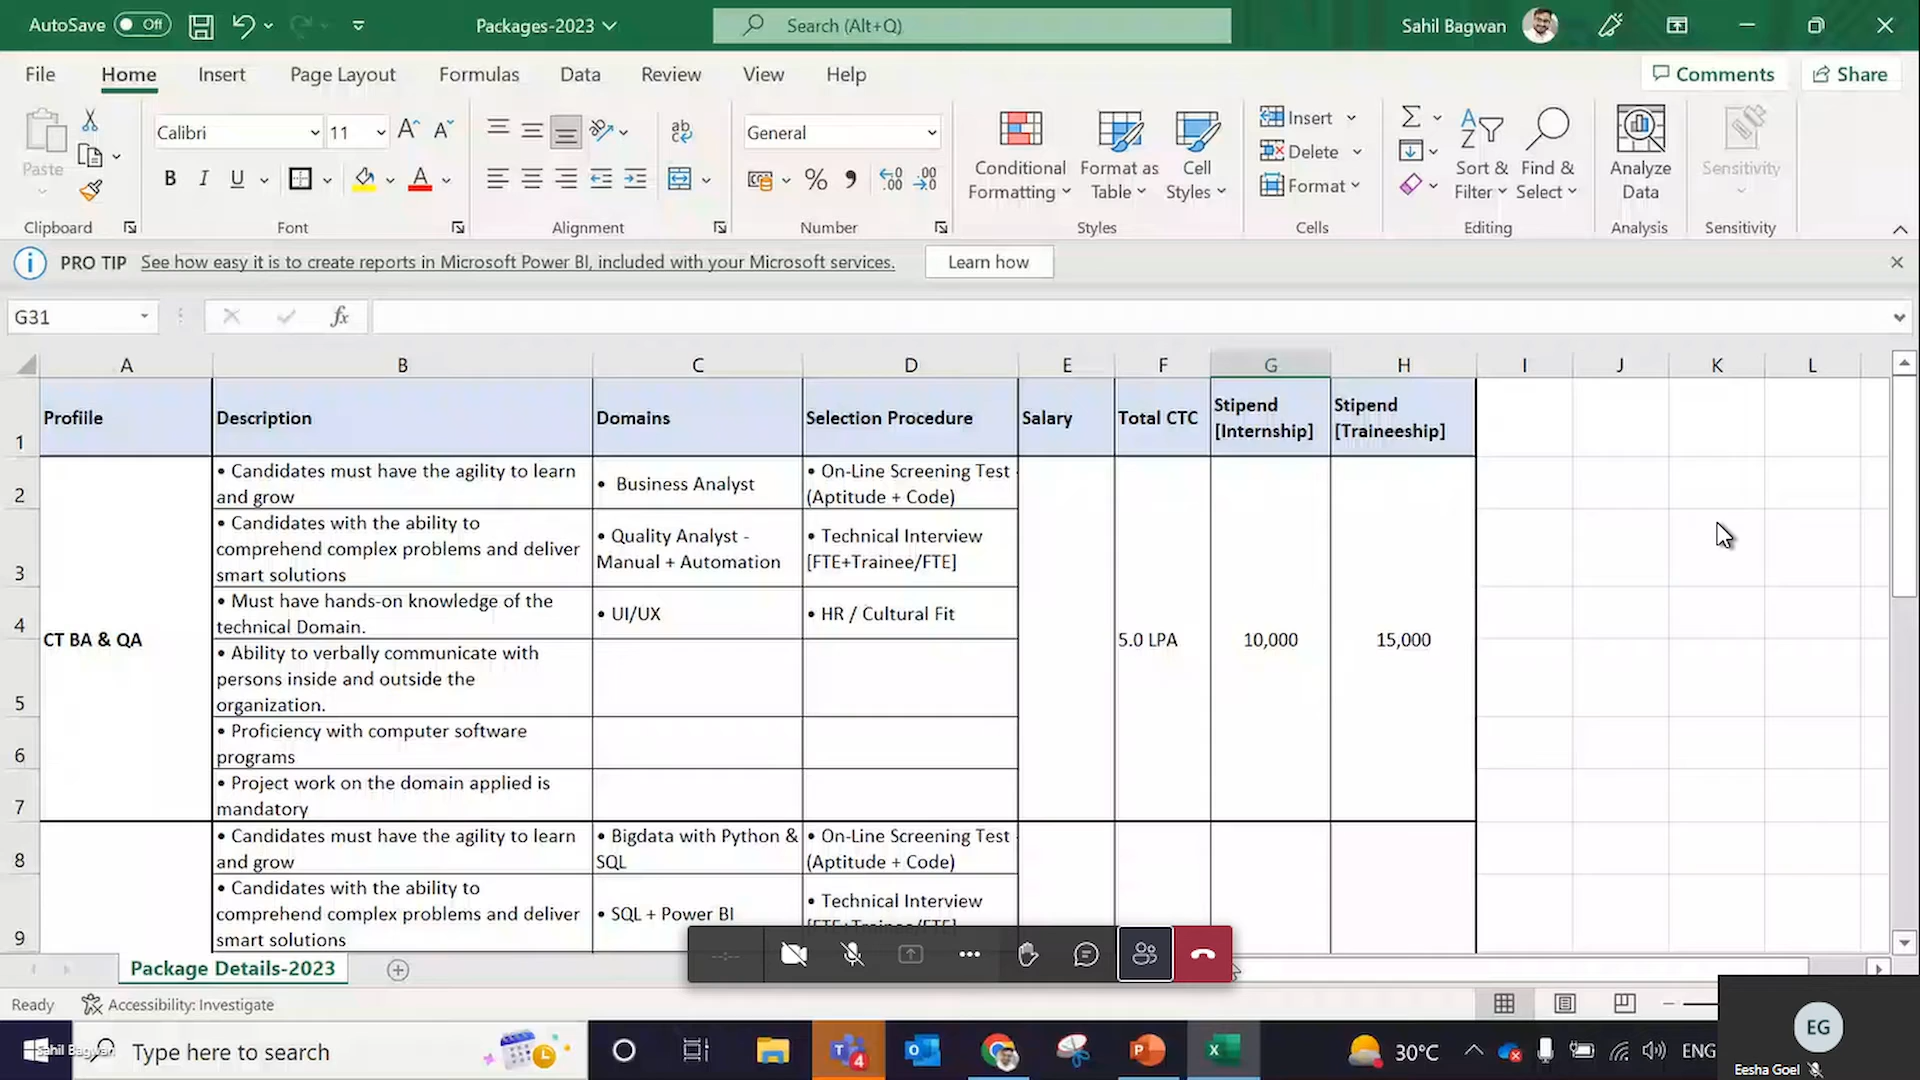 AutoSave Off
Packages-2023
Search (Alt+Q)
Sahil Bagwan
File Home Insert Page Layout Formulas Data Review View Help
Comments
Share
Paste
Calibri 11
General
Conditional Formatting
Format as Table
Cell Styles
Insert
Delete
Format
Sort & Filter
Find & Select
Analyze Data
Sensitivity
Clipboard Font Alignment Number Styles Cells Editing Analysis Sensitivity
PRO TIP See how easy it is to create reports in Microsoft Power BI, included with your Microsoft services. Learn how
G31
fx
A B C D E F G H I J K L
1 Profiile Description Domains Selection Procedure Salary Total CTC Stipend [Internship] Stipend [Traineeship]
2 • Candidates must have the agility to learn and grow • Business Analyst • On-Line Screening Test (Aptitude + Code)
3 • Candidates with the ability to comprehend complex problems and deliver smart solutions • Quality Analyst - Manual + Automation • Technical Interview [FTE+Trainee/FTE]
4 • Must have hands-on knowledge of the technical Domain. • UI/UX • HR / Cultural Fit
CT BA & QA 5.0 LPA 10,000 15,000
5 • Ability to verbally communicate with persons inside and outside the organization.
6 • Proficiency with computer software programs
7 • Project work on the domain applied is mandatory
8 • Candidates must have the agility to learn and grow • Bigdata with Python & SQL • On-Line Screening Test (Aptitude + Code)
9 • Candidates with the ability to comprehend complex problems and deliver smart solutions • SQL + Power BI • Technical Interview
Package Details-2023
Ready Accessibility: Investigate
Sahil Bagwan
Type here to search
4
30°C
ENG
EG
Eesha Goel